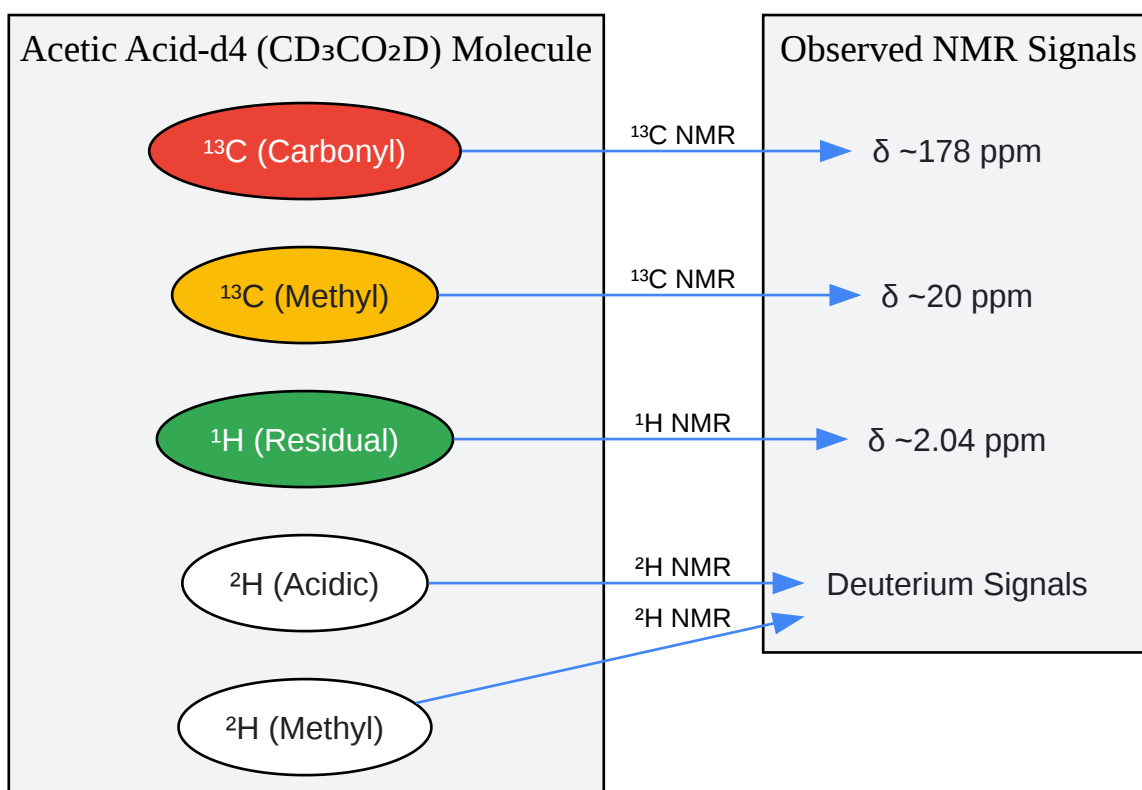 Acetic Acid-d4 (CD₃CO₂D) Molecule
Observed NMR Signals
¹³C (Carbonyl)
¹³C NMR
δ ~178 ppm
¹³C (Methyl)
¹³C NMR
δ ~20 ppm
¹H (Residual)
¹H NMR
δ ~2.04 ppm
²H (Acidic)
²H NMR
Deuterium Signals
²H NMR
²H (Methyl)